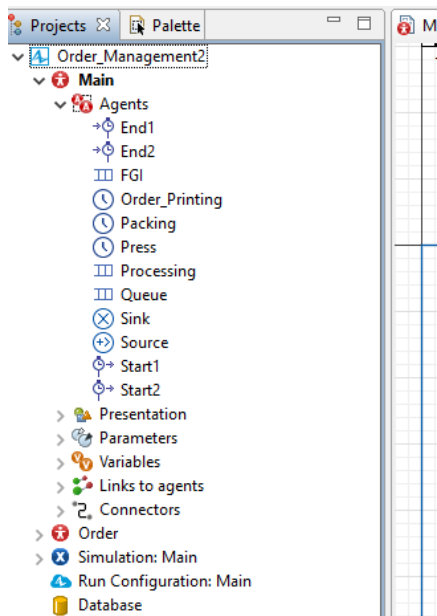 Projects Palette M
Order_Management2
Main
Agents
End1
End2
FGI
Order_Printing
Packing
Press
Processing
Queue
Sink
Source
Start1
Start2
Presentation
Parameters
Variables
Links to agents
Connectors
Order
Simulation: Main
Run Configuration: Main
Database